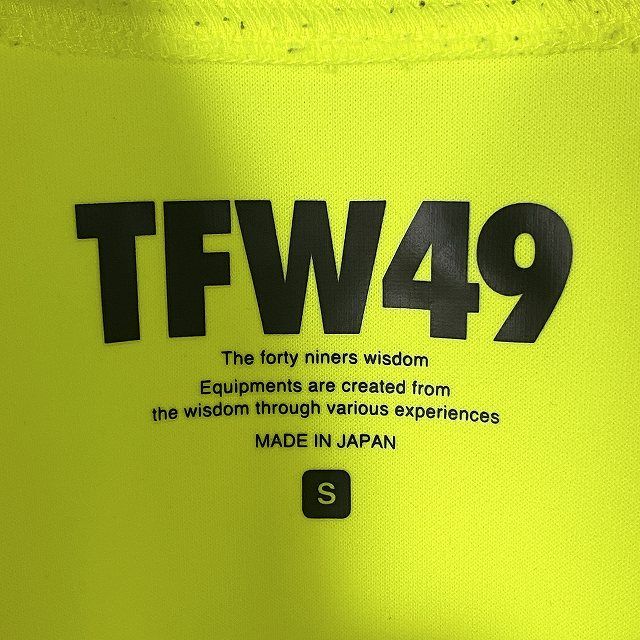 TFW49
The forty niners wisdom
Equipments are created from
the wisdom through various experiences
MADE IN JAPAN
S